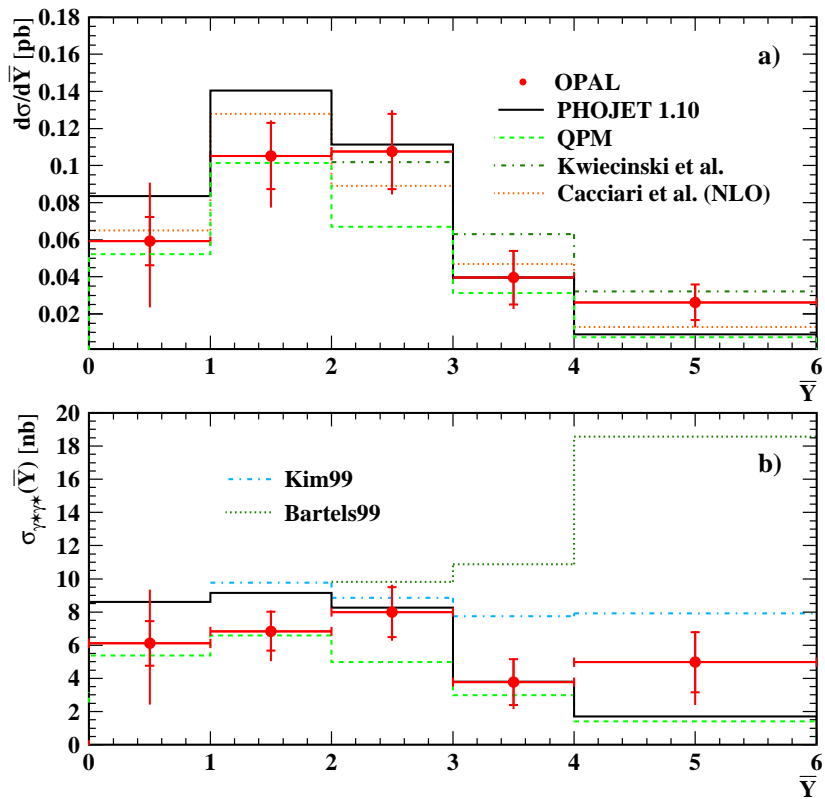 dσ/dY̅ [pb]
0.18
0.16
0.14
0.12
0.1
0.08
0.06
0.04
0.02
a)
OPAL
PHOJET 1.10
QPM
Kwiecinski et al.
Cacciari et al. (NLO)
0 1 2 3 4 5 6
Y̅
σγ*γ*(Y̅) [nb]
20
18
16
14
12
10
8
6
4
2
0
b)
Kim99
Bartels99
0 1 2 3 4 5 6
Y̅